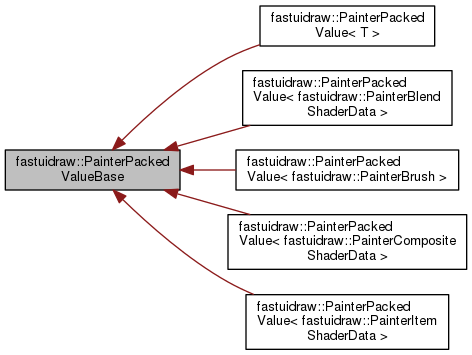 fastuidraw::PainterPacked
Value< T >
fastuidraw::PainterPacked
Value< fastuidraw::PainterBlend
ShaderData >
fastuidraw::PainterPacked
ValueBase
fastuidraw::PainterPacked
Value< fastuidraw::PainterBrush >
fastuidraw::PainterPacked
Value< fastuidraw::PainterComposite
ShaderData >
fastuidraw::PainterPacked
Value< fastuidraw::PainterItem
ShaderData >